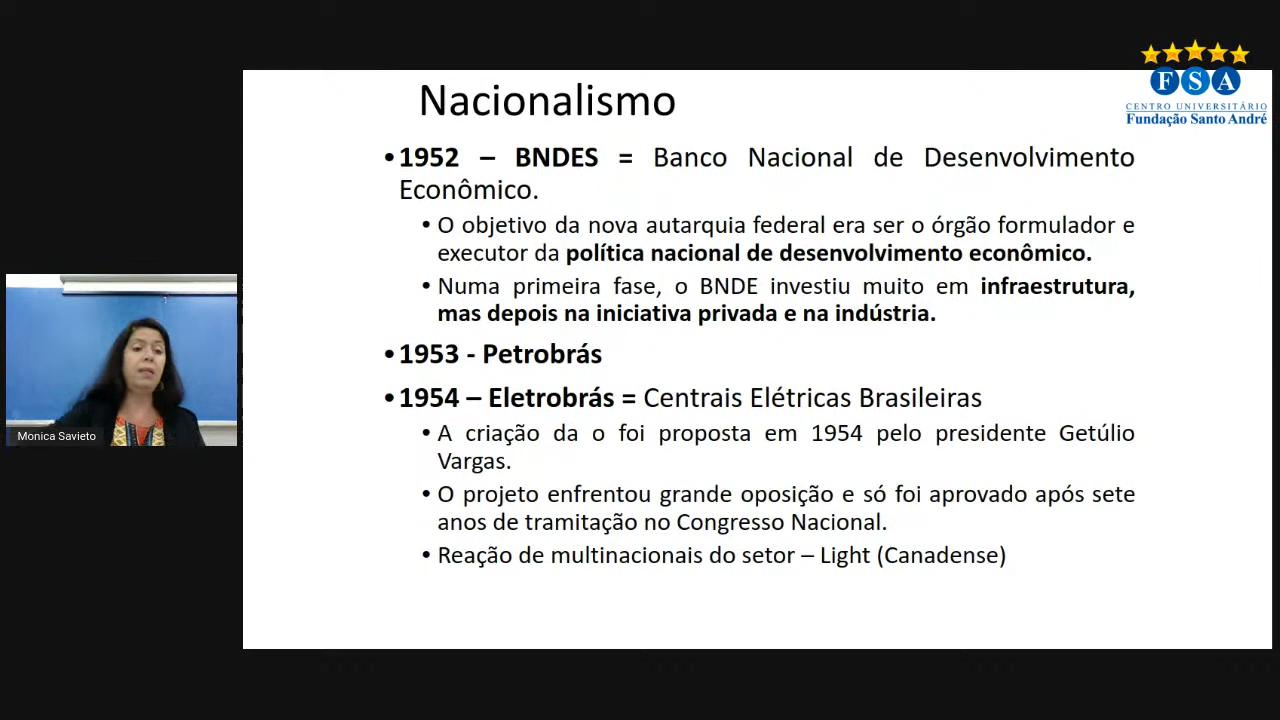 Nacionalismo
FSA
CENTRO UNIVERSITÁRIO
Fundação Santo André
•1952 – BNDES = Banco Nacional de Desenvolvimento
Econômico.
• O objetivo da nova autarquia federal era ser o órgão formulador e
executor da política nacional de desenvolvimento econômico.
• Numa primeira fase, o BNDE investiu muito em infraestrutura,
mas depois na iniciativa privada e na indústria.
•1953 - Petrobrás
•1954 – Eletrobrás = Centrais Elétricas Brasileiras
• A criação da o foi proposta em 1954 pelo presidente Getúlio
Vargas.
• O projeto enfrentou grande oposição e só foi aprovado após sete
anos de tramitação no Congresso Nacional.
• Reação de multinacionais do setor – Light (Canadense)
Monica Savieto